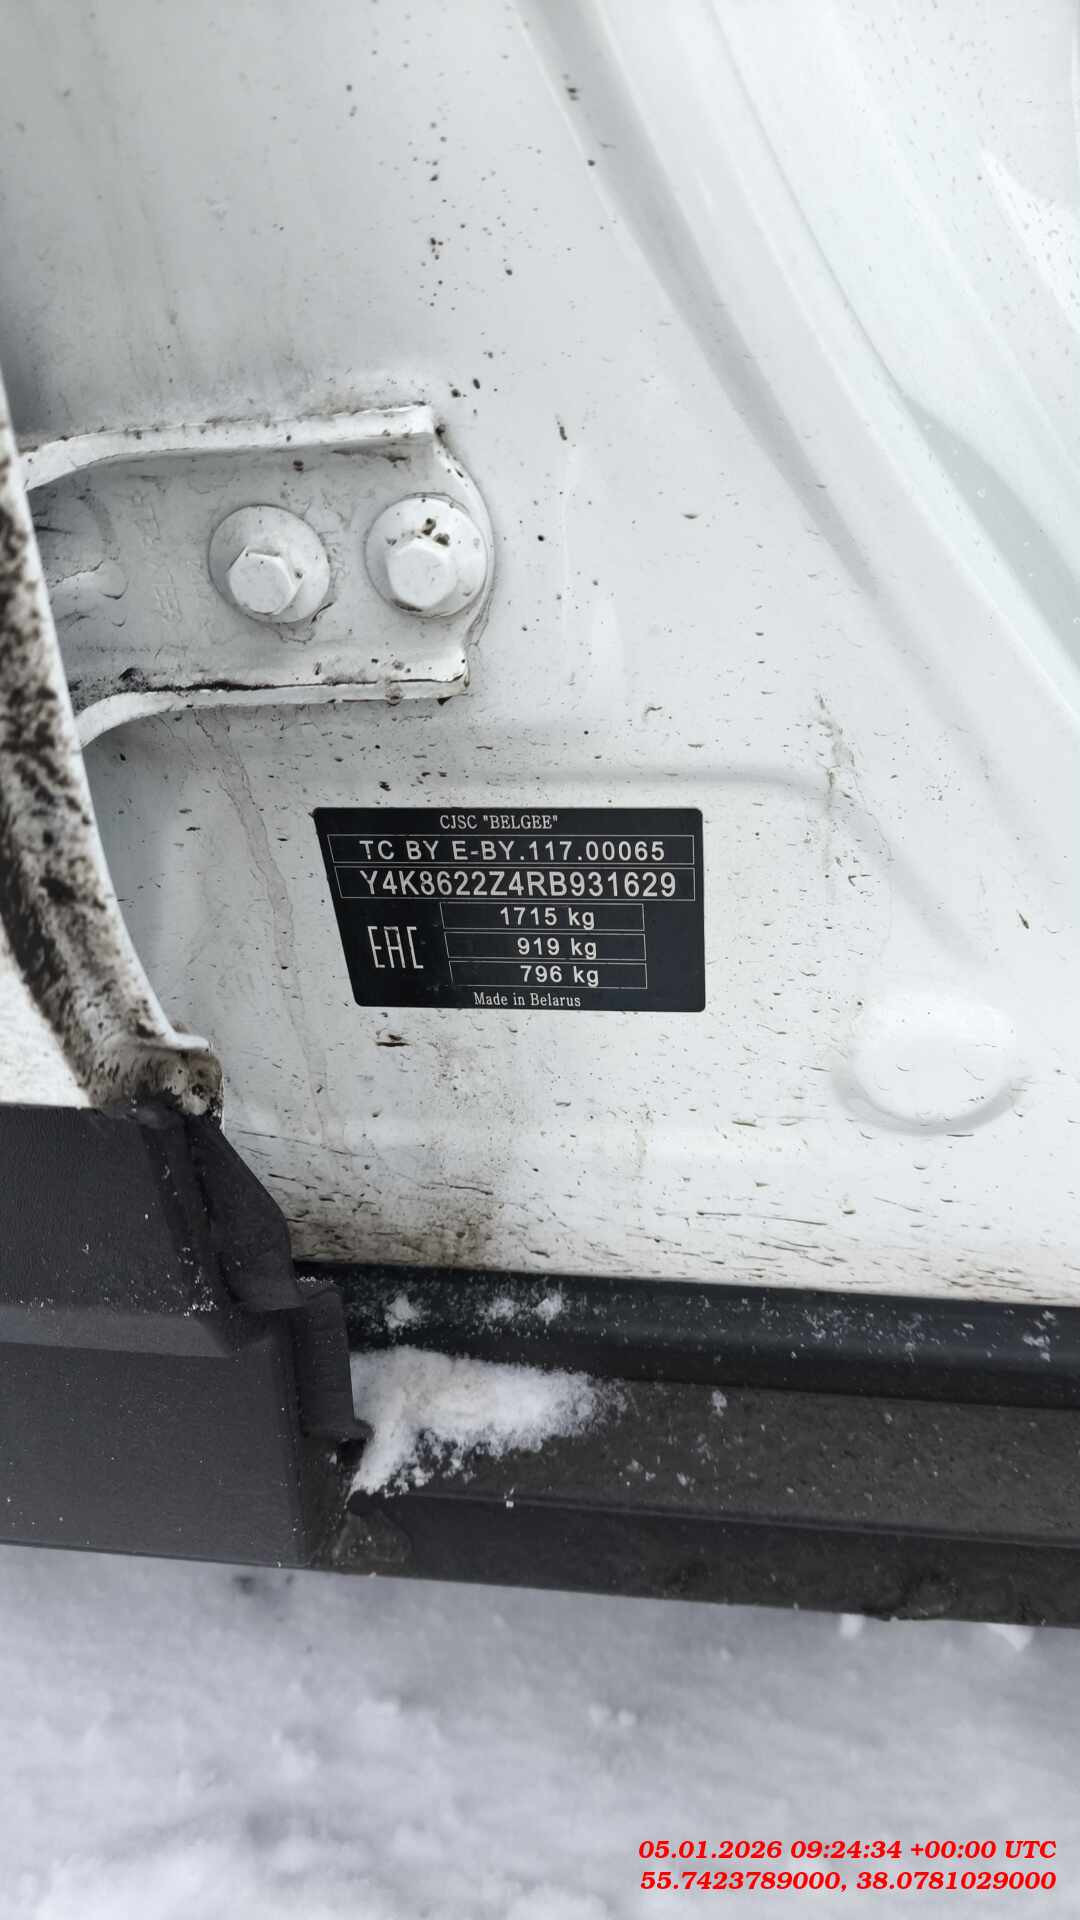 CJSC "BELGEE"
TC BY E-BY.117.00065
Y4K8622Z4RB931629
1715 kg
919 kg
796 kg
EAC
Made in Belarus
05.01.2026 09:24:34 +00:00 UTC
55.7423789000, 38.0781029000